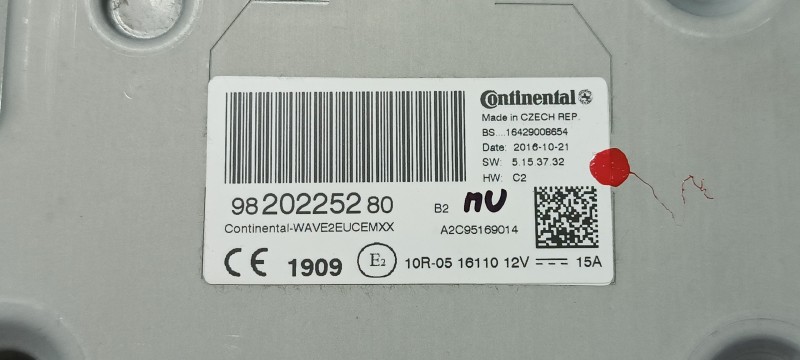 Continental
Made in CZECH REP.
BS....16429008654
Date: 2016-10-21
SW: 5.15.37.32
HW: C2
98 202252 80
B2 MU
Continental-WAVE2EUCEMXX
A2C95169014
CE 1909 E2 10R-05 16110 12V 15A